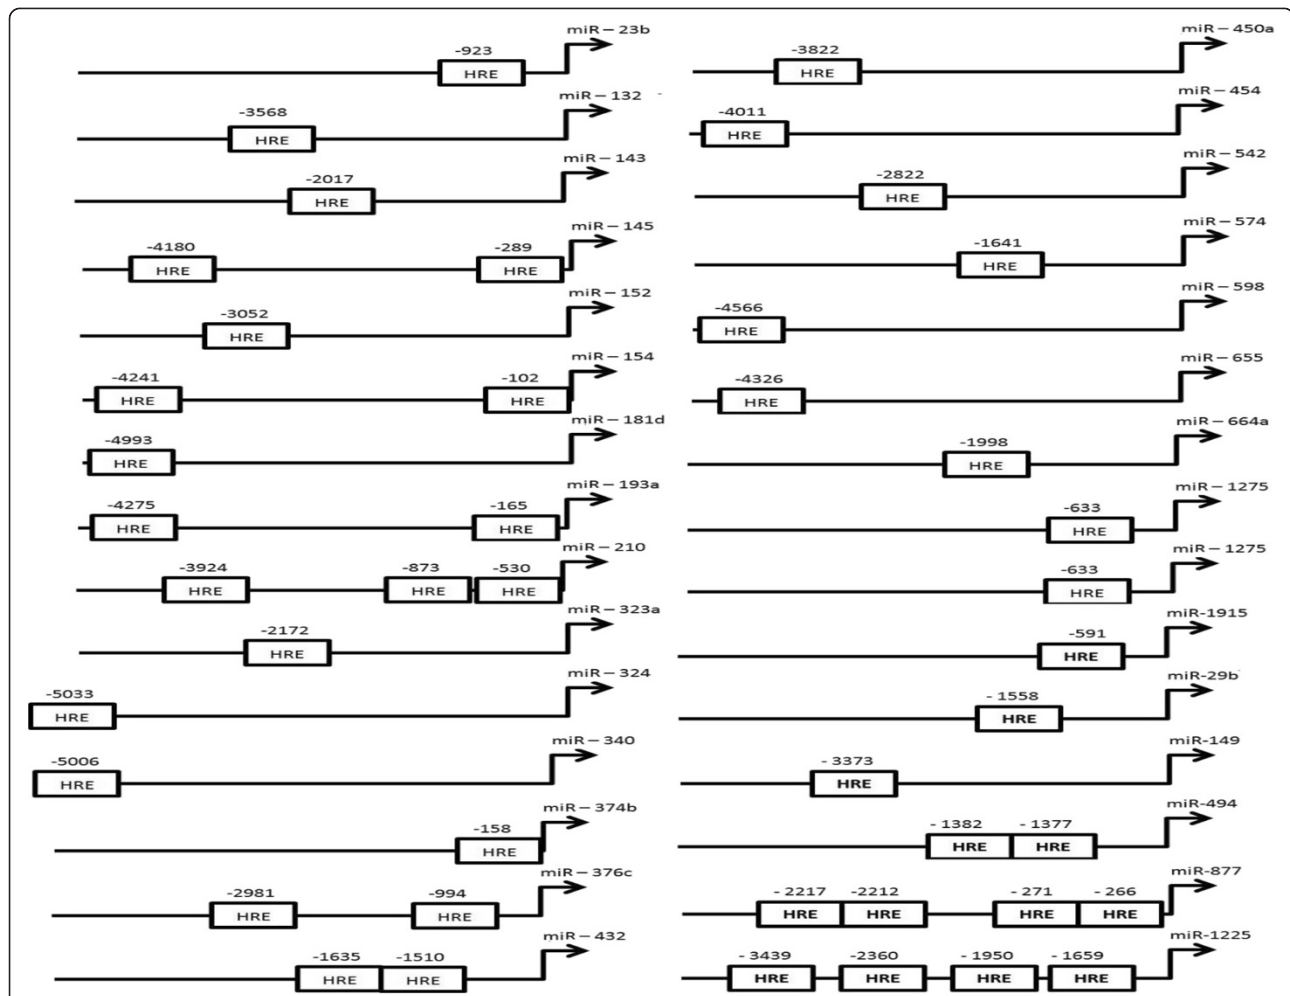 miR-23b
-923
HRE
miR-132
-3568
HRE
miR-143
-2017
HRE
miR-145
-4180 -289
HRE HRE
miR-152
-3052
HRE
miR-154
-4241 -102
HRE HRE
miR-181d
-4993
HRE
miR-193a
-4275 -165
HRE HRE
miR-210
-3924 -873 -530
HRE HRE HRE
miR-323a
-2172
HRE
miR-324
-5033
HRE
miR-340
-5006
HRE
miR-374b
-158
HRE
miR-376c
-2981 -994
HRE HRE
miR-432
-1635 -1510
HRE HRE
miR-450a
-3822
HRE
miR-454
-4011
HRE
miR-542
-2822
HRE
miR-574
-1641
HRE
miR-598
-4566
HRE
miR-655
-4326
HRE
miR-664a
-1998
HRE
miR-1275
-633
HRE
miR-1275
-633
HRE
miR-1915
-591
HRE
miR-29b
- 1558
HRE
miR-149
- 3373
HRE
miR-494
- 1382 - 1377
HRE HRE
miR-877
- 2217 -2212 - 271 - 266
HRE HRE HRE HRE
miR-1225
- 3439 -2360 - 1950 - 1659
HRE HRE HRE HRE